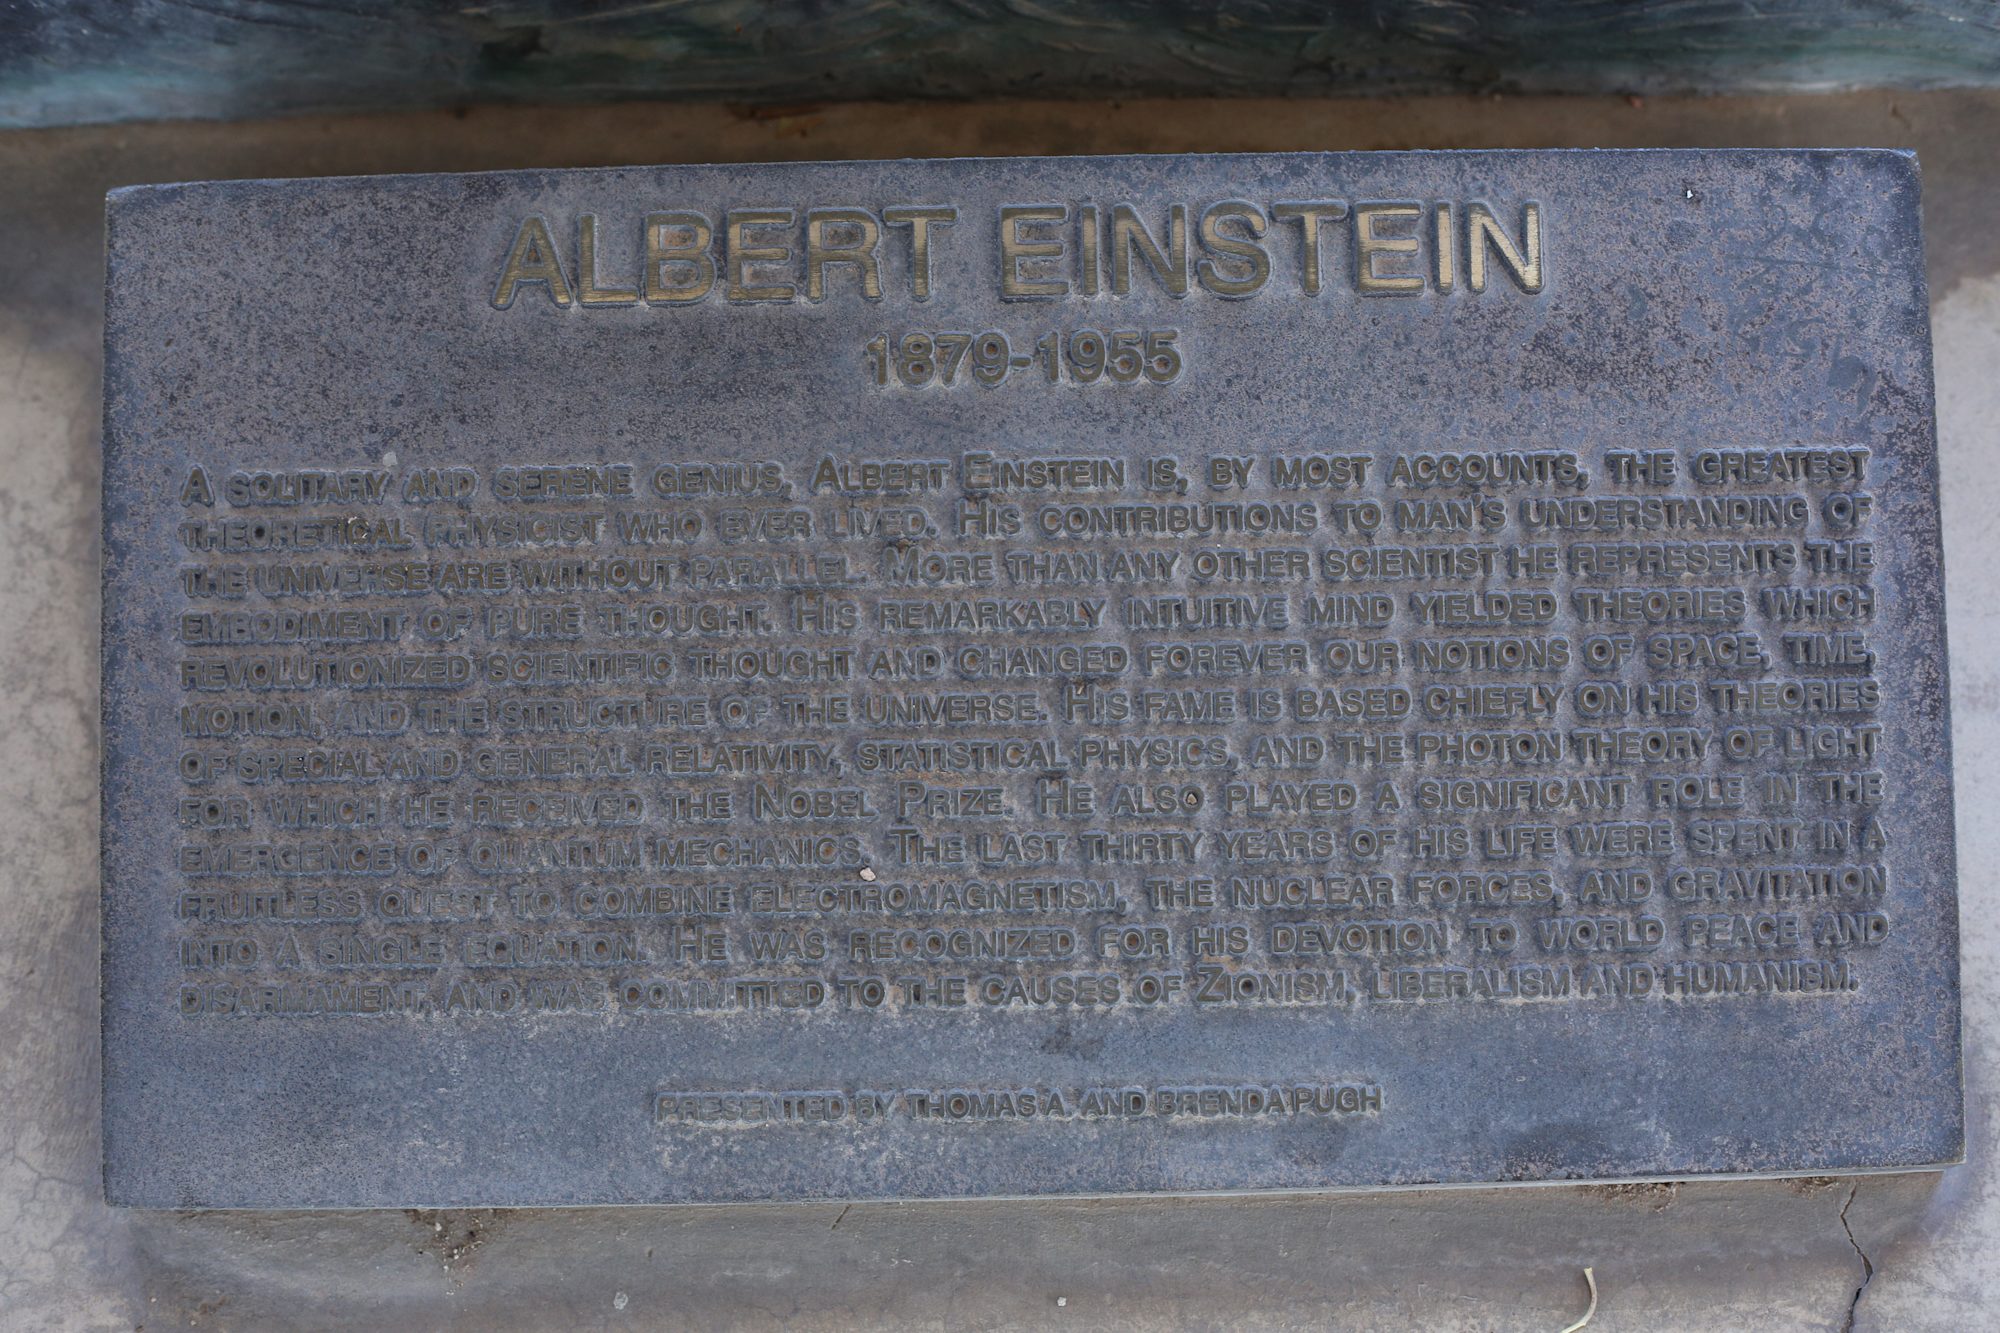 ALBERT EINSTEIN
1879-1955
A SOLITARY AND SERENE GENIUS, ALBERT EINSTEIN IS, BY MOST ACCOUNTS, THE GREATEST
THEORETICAL PHYSICIST WHO EVER LIVED. HIS CONTRIBUTIONS TO MAN'S UNDERSTANDING OF
THE UNIVERSE ARE WITHOUT PARALLEL. MORE THAN ANY OTHER SCIENTIST HE REPRESENTS THE
EMBODIMENT OF PURE THOUGHT. HIS REMARKABLY INTUITIVE MIND YIELDED THEORIES WHICH
REVOLUTIONIZED SCIENTIFIC THOUGHT AND CHANGED FOREVER OUR NOTIONS OF SPACE, TIME,
MOTION, AND THE STRUCTURE OF THE UNIVERSE. HIS FAME IS BASED CHIEFLY ON HIS THEORIES
OF SPECIAL AND GENERAL RELATIVITY, STATISTICAL PHYSICS, AND THE PHOTON THEORY OF LIGHT
FOR WHICH HE RECEIVED THE NOBEL PRIZE. HE ALSO PLAYED A SIGNIFICANT ROLE IN THE
EMERGENCE OF QUANTUM MECHANICS. THE LAST THIRTY YEARS OF HIS LIFE WERE SPENT IN A
FRUITLESS QUEST TO COMBINE ELECTROMAGNETISM, THE NUCLEAR FORCES, AND GRAVITATION
INTO A SINGLE EQUATION. HE WAS RECOGNIZED FOR HIS DEVOTION TO WORLD PEACE AND
DISARMAMENT, AND WAS COMMITTED TO THE CAUSES OF ZIONISM, LIBERALISM AND HUMANISM.
PRESENTED BY THOMAS A. AND BRENDA PUGH